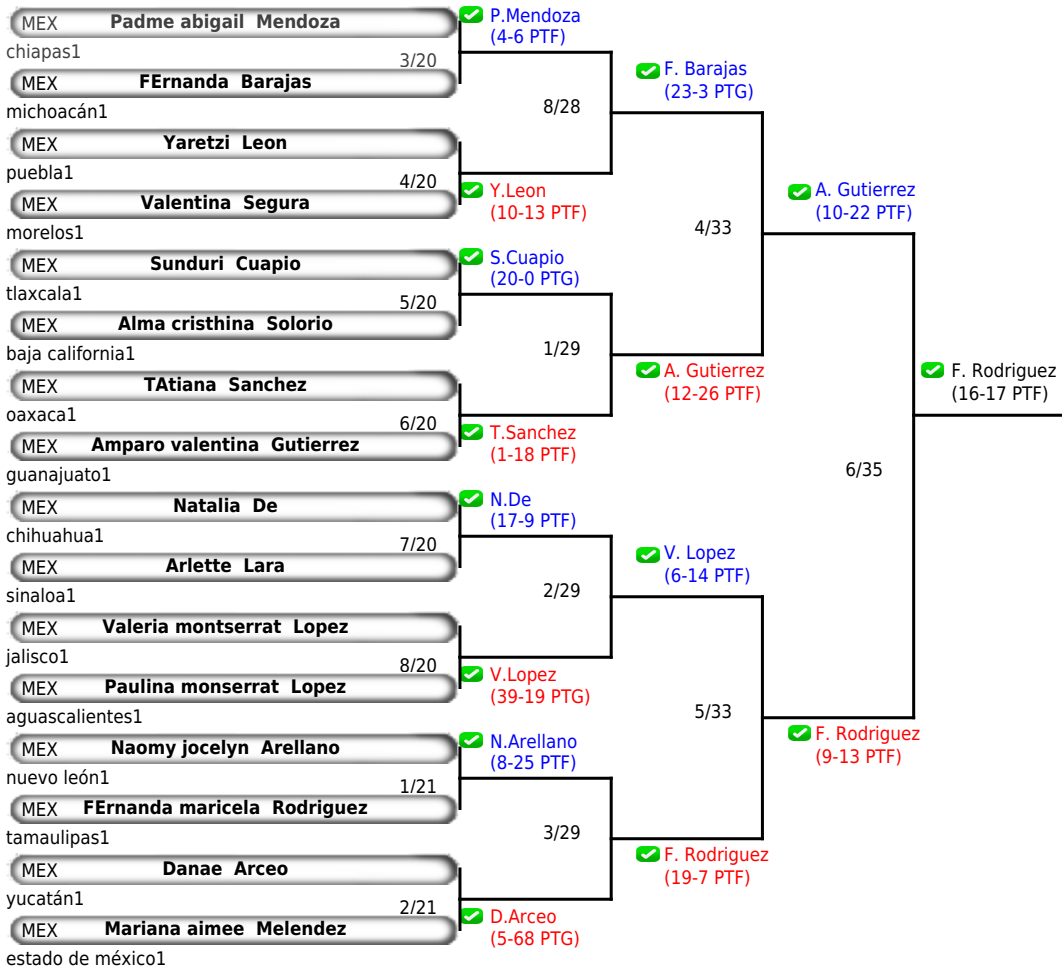 MEX Padme abigail Mendoza
chiapas1
3/20
MEX FErnanda Barajas
michoacán1
MEX Yaretzi Leon
puebla1
4/20
MEX Valentina Segura
morelos1
MEX Sunduri Cuapio
tlaxcala1
5/20
MEX Alma cristhina Solorio
baja california1
MEX TAtiana Sanchez
oaxaca1
6/20
MEX Amparo valentina Gutierrez
guanajuato1
MEX Natalia De
chihuahua1
7/20
MEX Arlette Lara
sinaloa1
MEX Valeria montserrat Lopez
jalisco1
8/20
MEX Paulina monserrat Lopez
aguascalientes1
MEX Naomy jocelyn Arellano
nuevo león1
1/21
MEX FErnanda maricela Rodriguez
tamaulipas1
MEX Danae Arceo
yucatán1
2/21
MEX Mariana aimee Melendez
estado de méxico1
P.Mendoza
(4-6 PTF)
8/28
Y.Leon
(10-13 PTF)
S.Cuapio
(20-0 PTG)
1/29
T.Sanchez
(1-18 PTF)
N.De
(17-9 PTF)
2/29
V.Lopez
(39-19 PTG)
N.Arellano
(8-25 PTF)
3/29
D.Arceo
(5-68 PTG)
F. Barajas
(23-3 PTG)
4/33
A. Gutierrez
(12-26 PTF)
V. Lopez
(6-14 PTF)
5/33
F. Rodriguez
(19-7 PTF)
A. Gutierrez
(10-22 PTF)
6/35
F. Rodriguez
(9-13 PTF)
F. Rodriguez
(16-17 PTF)